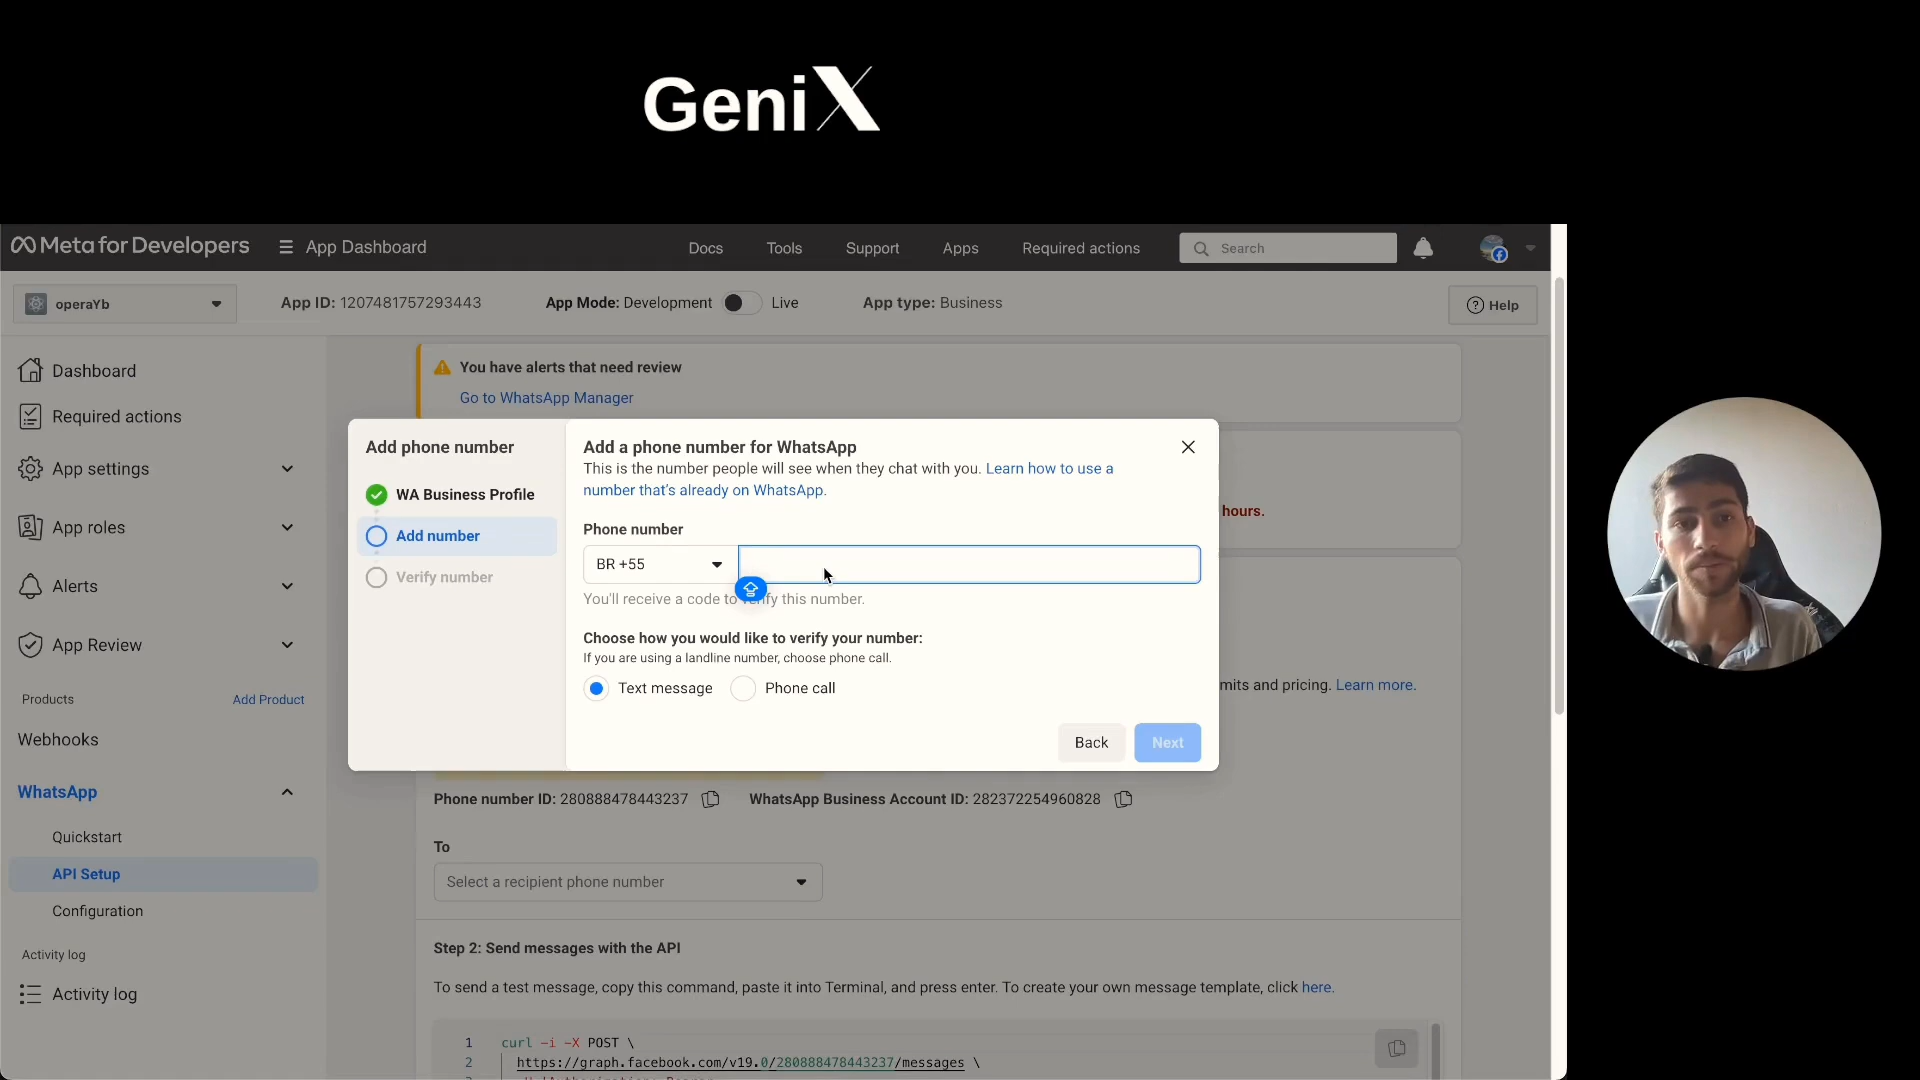 GeniX
Meta for Developers
App Dashboard
Docs
Tools
Support
Apps
Required actions
Search
operaYb
App ID: 1207481757293443
App Mode: Development
Live
App type: Business
Help
Dashboard
Required actions
App settings
App roles
Alerts
App Review
Products
Add Product
Webhooks
WhatsApp
Quickstart
API Setup
Configuration
Activity log
Activity log
You have alerts that need review
Go to WhatsApp Manager
Add phone number
WA Business Profile
Add number
Verify number
Add a phone number for WhatsApp
This is the number people will see when they chat with you. Learn how to use a
number that's already on WhatsApp.
Phone number
BR +55
You'll receive a code to verify this number.
Choose how you would like to verify your number:
If you are using a landline number, choose phone call.
Text message
Phone call
Back
Next
hours.
mits and pricing. Learn more.
Phone number ID: 280888478443237
WhatsApp Business Account ID: 282372254960828
To
Select a recipient phone number
Step 2: Send messages with the API
To send a test message, copy this command, paste it into Terminal, and press enter. To create your own message template, click here.
1 curl -i -X POST \
2 https://graph.facebook.com/v19.0/280888478443237/messages \